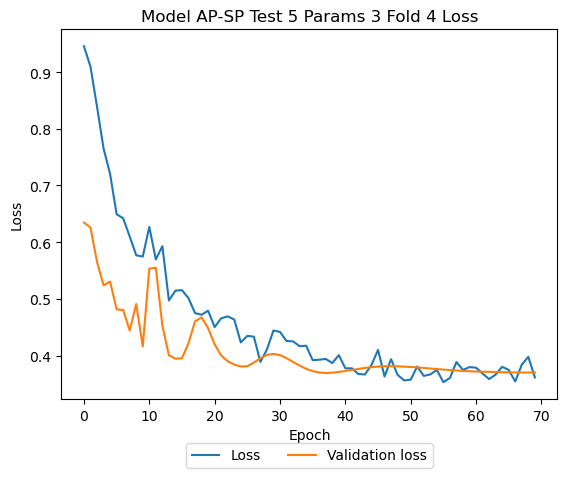 Model AP-SP Test 5 Params 3 Fold 4 Loss
Loss
0.9
0.8
0.7
0.6
0.5
0.4
0 10 20 30 40 50 60 70
Epoch
Loss Validation loss